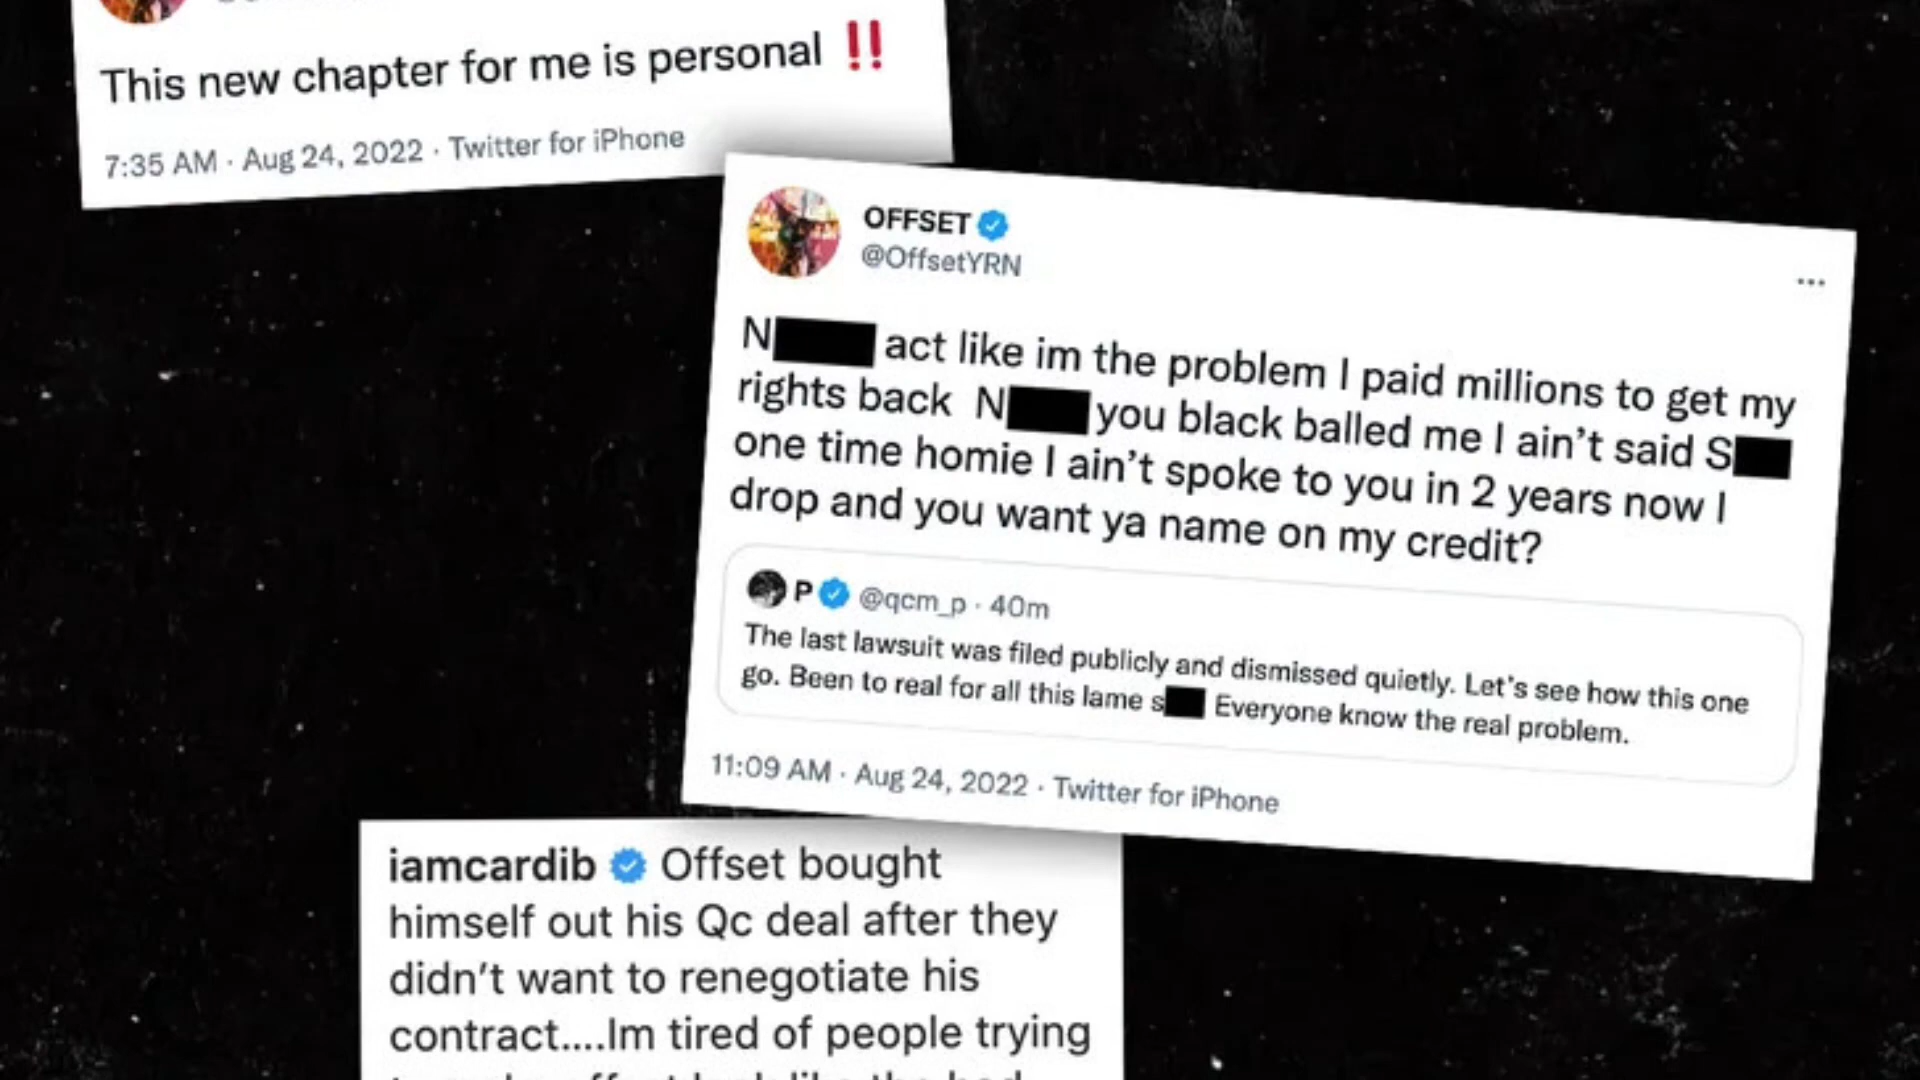 This new chapter for me is personal ‼️
7:35 AM · Aug 24, 2022 · Twitter for iPhone
OFFSET
@OffsetYRN
N act like im the problem I paid millions to get my
rights back N you black balled me I ain't said S
one time homie I ain't spoke to you in 2 years now I
drop and you want ya name on my credit?
P @qcm_p · 40m
The last lawsuit was filed publicly and dismissed quietly. Let's see how this one
go. Been to real for all this lame s Everyone know the real problem.
11:09 AM · Aug 24, 2022 · Twitter for iPhone
iamcardib Offset bought
himself out his Qc deal after they
didn't want to renegotiate his
contract....Im tired of people trying